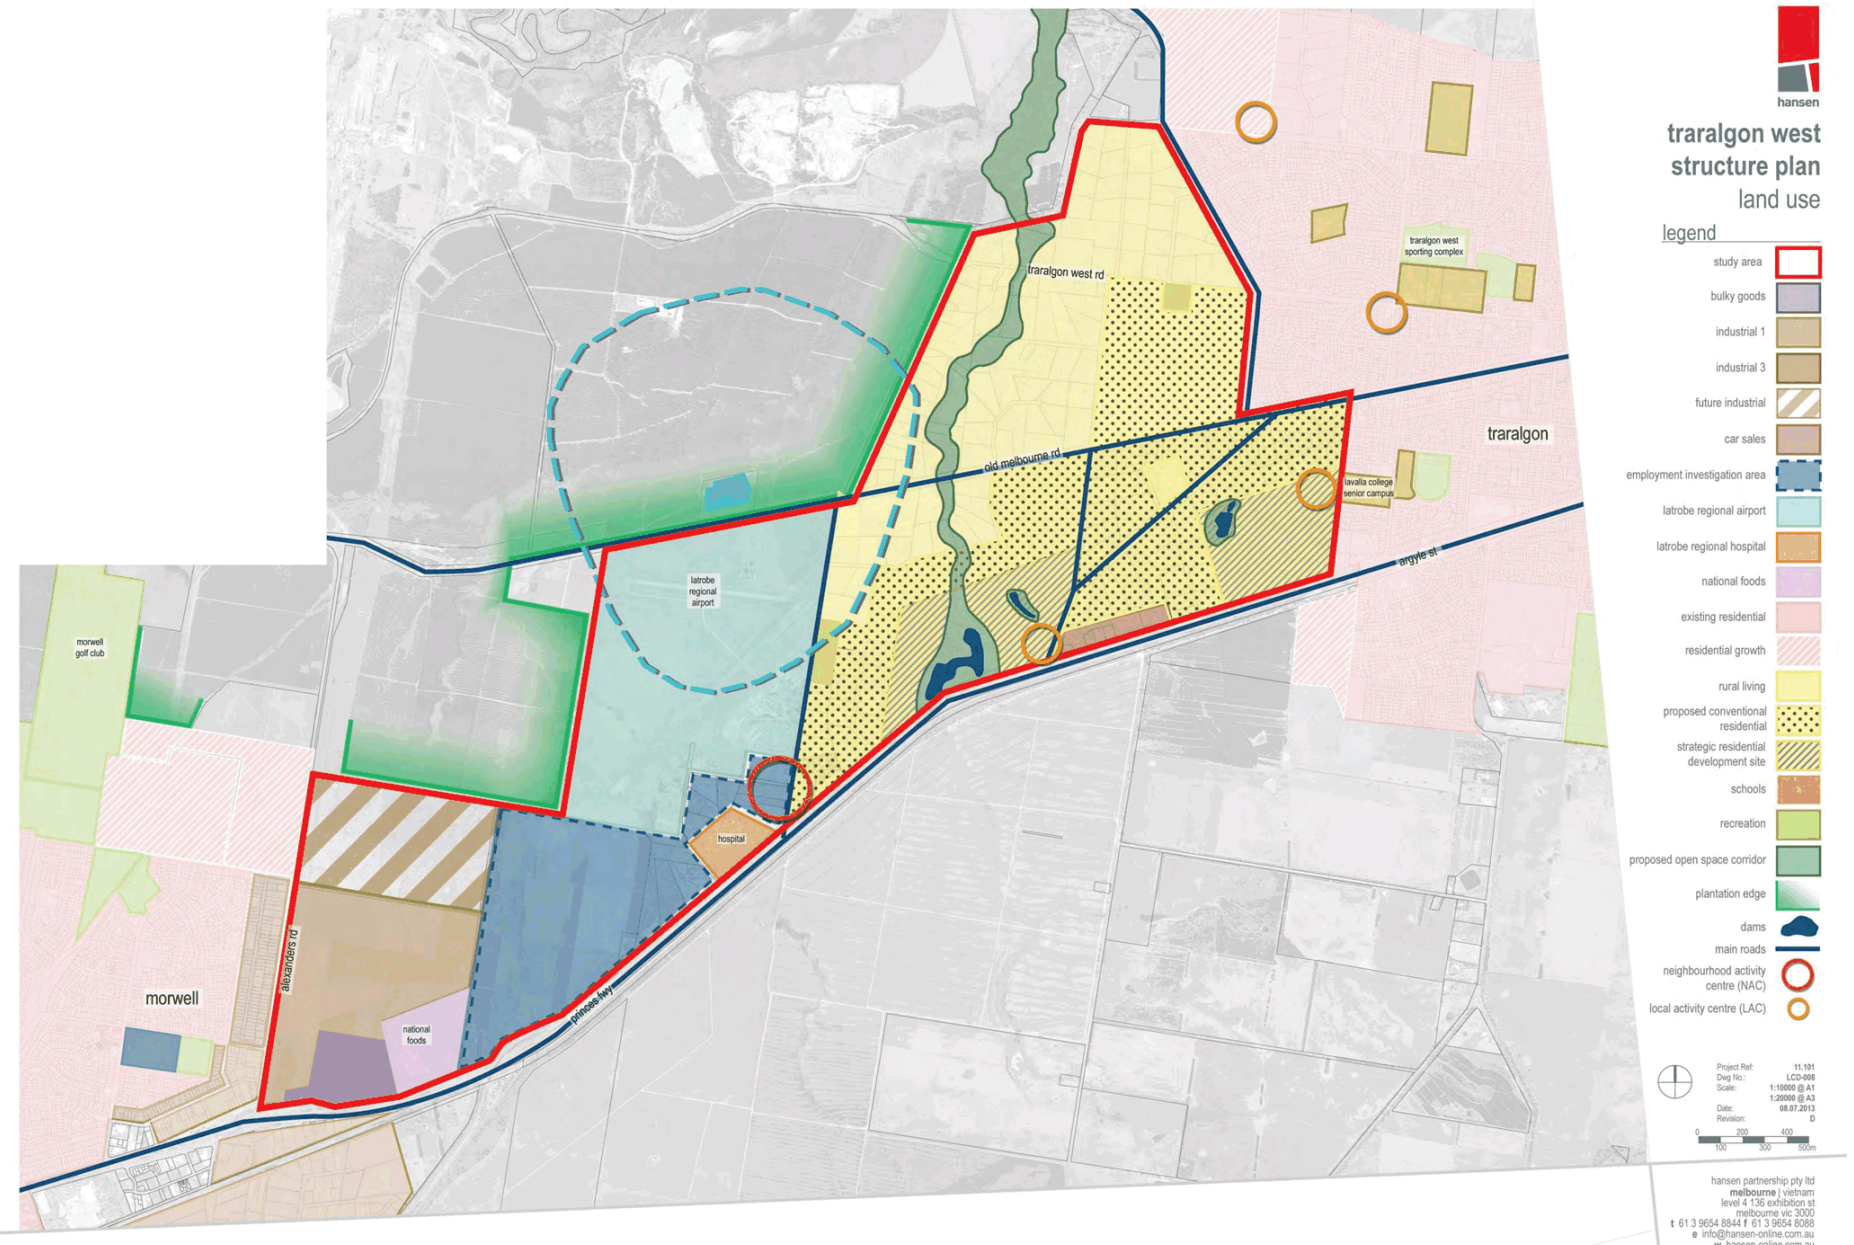 hansen
traralgon west
structure plan
land use
legend
study area
bulky goods
industrial 1
industrial 3
future industrial
car sales
employment investigation area
latrobe regional airport
latrobe regional hospital
national foods
existing residential
residential growth
rural living
proposed conventional
residential
strategic residential
development site
schools
recreation
proposed open space corridor
plantation edge
dams
main roads
neighbourhood activity
centre (NAC)
local activity centre (LAC)
traralgon west
sporting complex
traralgon west rd
traralgon
old melbourne rd
lavalla college
senior campus
argyle st
latrobe
regional
airport
morwell
golf club
hospital
alexanders rd
morwell
national
foods
princes fwy
Project Ref: 11.101
Dwg No.: LCD-008
Scale: 1:10000 @ A1
1:20000 @ A3
Date: 08.07.2013
Revision: D
0 200 400
100 300 500m
hansen partnership pty ltd
melbourne | vietnam
level 4 136 exhibition st
melbourne vic 3000
t 61 3 9654 8844 f 61 3 9654 8088
e info@hansen-online.com.au
w hansen-online.com.au